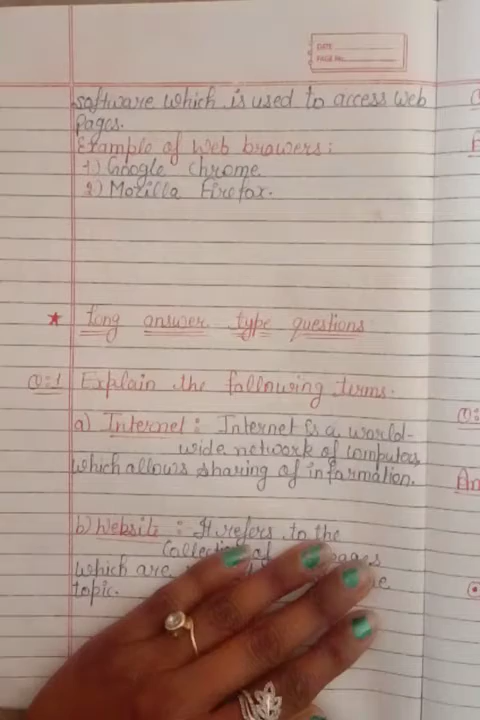 DATE
PAGE No.
software which is used to access web
pages.
Example of web browers:
1) Google Chrome
2) Mozilla Firefox.
★ Long answer type questions
Q:1 Explain the following terms.
a) Internet: Internet is a world-
wide network of computers
which allows sharing of information.
b) Website: It refers to the
Collection of pages
which are
topic.